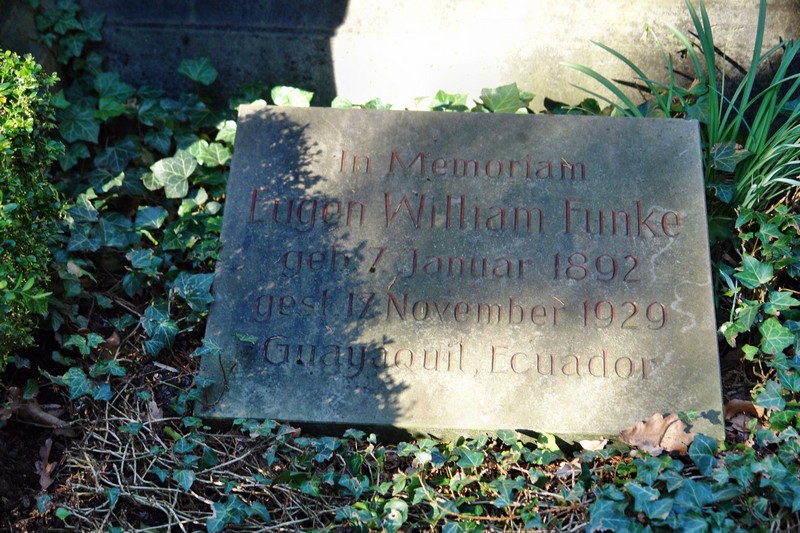 In Memoriam
Eugen William Funke
geb. 7. Januar 1892
gest. 17. November 1929
Guayaquil, Ecuador